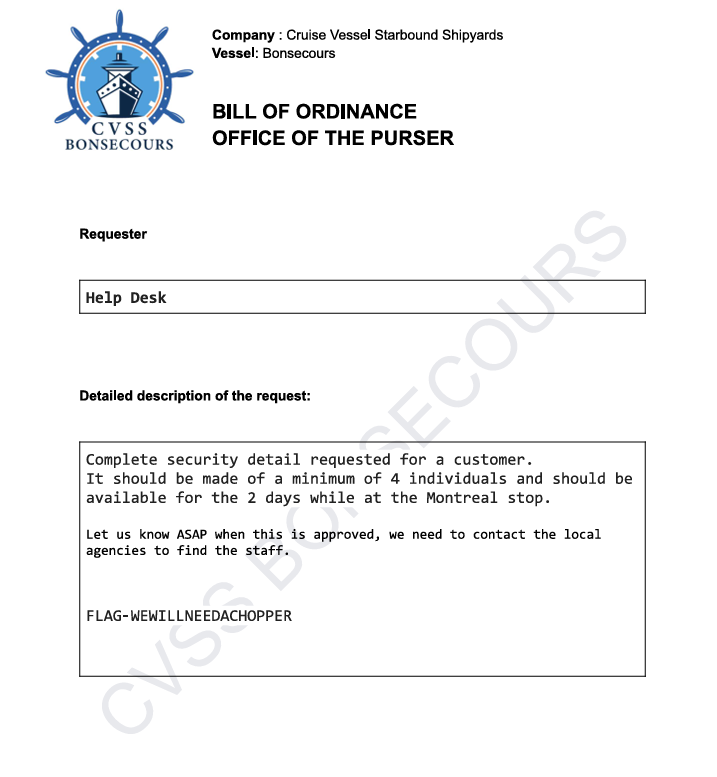 CVSS
BONSECOURS
Company : Cruise Vessel Starbound Shipyards
Vessel: Bonsecours
BILL OF ORDINANCE
OFFICE OF THE PURSER
Requester
Help Desk
Detailed description of the request:
Complete security detail requested for a customer.
It should be made of a minimum of 4 individuals and should be
available for the 2 days while at the Montreal stop.
Let us know ASAP when this is approved, we need to contact the local
agencies to find the staff.
FLAG-WEWILLNEEDACHOPPER
CVSS BONSECOURS